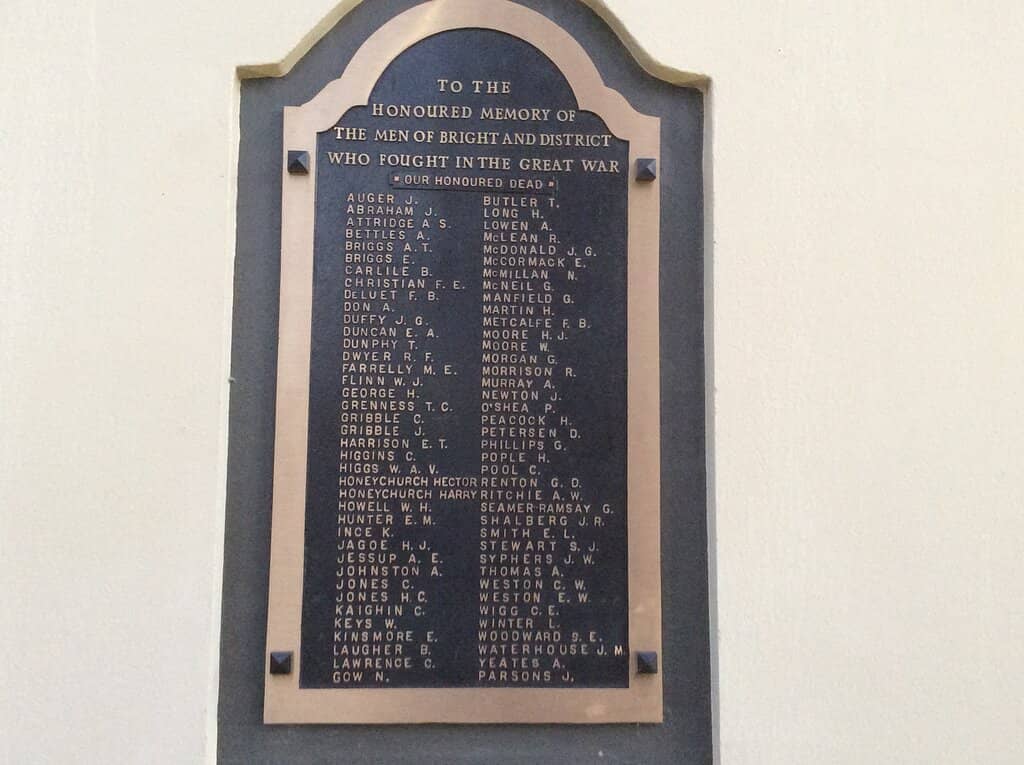 TO THE
HONOURED MEMORY OF
THE MEN OF BRIGHT AND DISTRICT
WHO FOUGHT IN THE GREAT WAR
OUR HONOURED DEAD
AUGER J.
ABRAHAM J.
ATTRIDGE A S.
BETTLES A.
BRIGGS A. T.
BRIGGS E.
CARLILE B.
CHRISTIAN F. E.
DELUET F. B.
DON A.
DUFFY J. G.
DUNCAN E. A.
DUNPHY T.
DWYER R. F.
FARRELLY M. E.
FLINN W. J.
GEORGE H.
GRENNESS T. C.
GRIBBLE C.
GRIBBLE J.
HARRISON E. T.
HIGGINS C.
HIGGS W. A. V.
HONEYCHURCH HECTOR
HONEYCHURCH HARRY
HOWELL W. H.
HUNTER E. M.
INCE K.
JAGOE H. J.
JESSUP A. E.
JOHNSTON A.
JONES C.
JONES H. C.
KAIGHIN C.
KEYS W.
KINSMORE E.
LAUGHER B.
LAWRENCE C.
GOW N.
BUTLER T.
LONG H.
LOWEN A.
McLEAN R.
McDONALD J. G.
McCORMACK E.
McMILLAN N.
McNEIL G.
MANFIELD G.
MARTIN H.
METCALFE F. B.
MOORE H. J.
MOORE W.
MORGAN G.
MORRISON R.
MURRAY A.
NEWTON J.
O'SHEA P.
PEACOCK H.
PETERSEN D.
PHILLIPS G.
POPLE H.
POOL C.
RENTON G. D.
RITCHIE A. W.
SEAMER-RAMSAY G.
SHALBERG J. R.
SMITH E. L.
STEWART S. J.
SYPHERS J. W.
THOMAS A.
WESTON C. W.
WESTON E. W.
WIGG C. E.
WINTER L.
WOODWARD S. E.
WATERHOUSE J. M.
YEATES A.
PARSONS J.